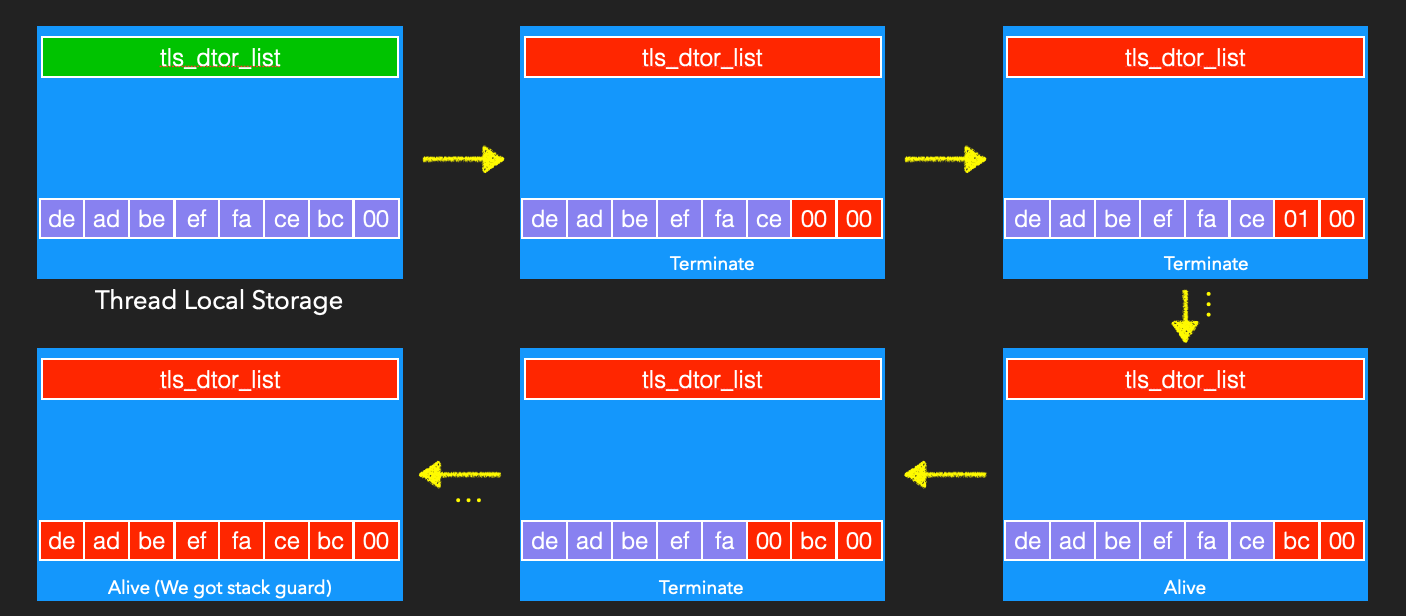 tls_dtor_list
de ad be ef fa ce bc 00
Thread Local Storage
tls_dtor_list
de ad be ef fa ce 00 00
Terminate
tls_dtor_list
de ad be ef fa ce 01 00
Terminate
tls_dtor_list
de ad be ef fa ce bc 00
Alive
tls_dtor_list
de ad be ef fa 00 bc 00
Terminate
...
tls_dtor_list
de ad be ef fa ce bc 00
Alive (We got stack guard)